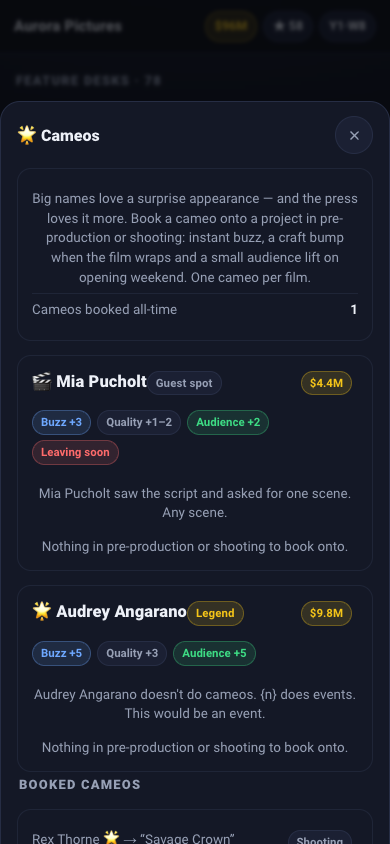 Aurora Pictures $96M ★ 58 Y1·W8
FEATURE DESKS · 78
🌟 Cameos ×
Big names love a surprise appearance — and the press
loves it more. Book a cameo onto a project in pre-
production or shooting: instant buzz, a craft bump
when the film wraps and a small audience lift on
opening weekend. One cameo per film.
Cameos booked all-time 1
🎬 Mia Pucholt Guest spot $4.4M
Buzz +3 Quality +1–2 Audience +2
Leaving soon
Mia Pucholt saw the script and asked for one scene.
Any scene.
Nothing in pre-production or shooting to book onto.
🌟 Audrey Angarano Legend $9.8M
Buzz +5 Quality +3 Audience +5
Audrey Angarano doesn't do cameos. {n} does events.
This would be an event.
Nothing in pre-production or shooting to book onto.
BOOKED CAMEOS
Rex Thorne 🌟 → “Savage Crown” Shooting